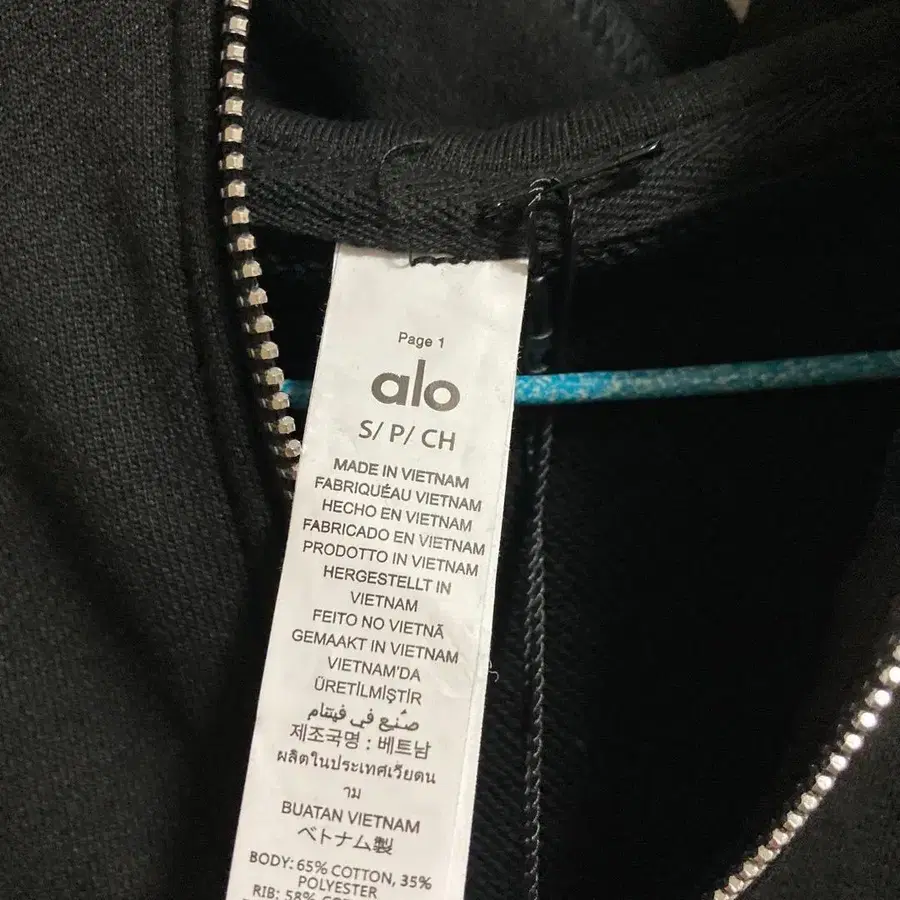 Page 1
alo
S/ P/ CH
MADE IN VIETNAM
FABRIQUÉAU VIETNAM
HECHO EN VIETNAM
FABRICADO EN VIETNAM
PRODOTTO IN VIETNAM
HERGESTELLT IN
VIETNAM
FEITO NO VIETNÃ
GEMAAKT IN VIETNAM
VIETNAM'DA
ÜRETİLMİŞTİR
صُنع في فيتنام
제조국명 : 베트남
ผลิตในประเทศเวียดน
าม
BUATAN VIETNAM
ベトナム製
BODY: 65% COTTON, 35%
POLYESTER
RIB: 58%